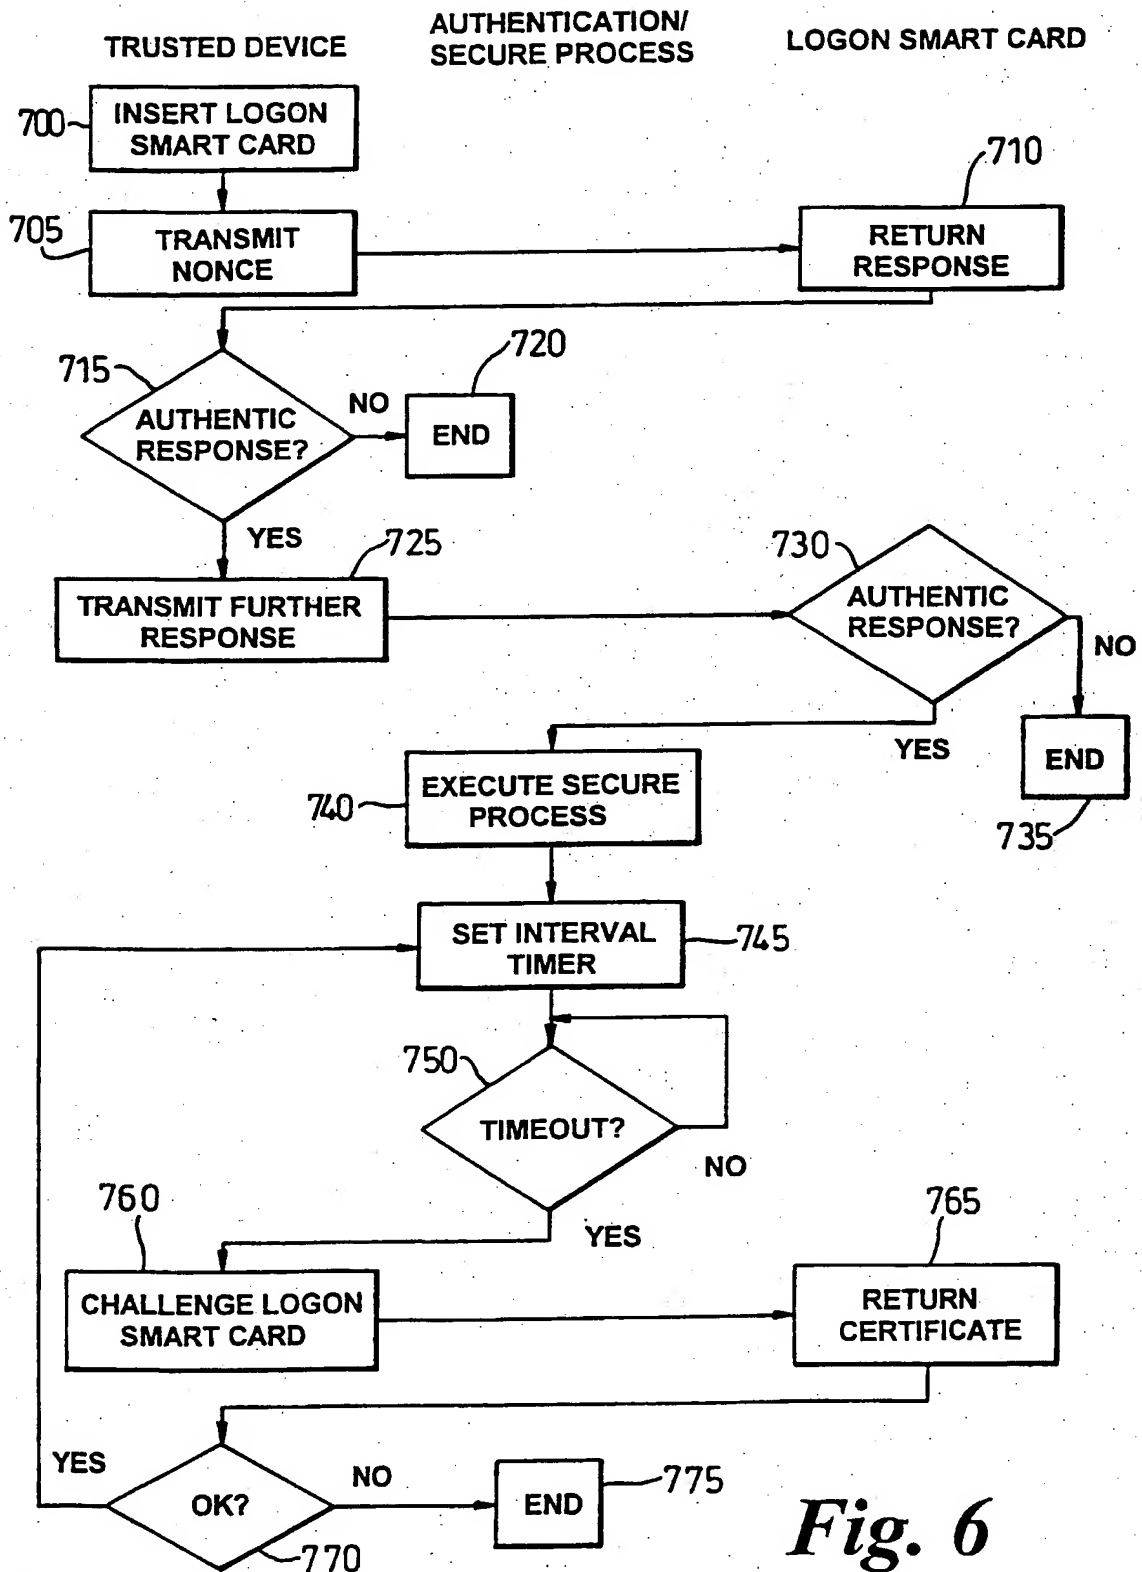 TRUSTED DEVICE
AUTHENTICATION/
SECURE PROCESS
LOGON SMART CARD
700
INSERT LOGON
SMART CARD
705
TRANSMIT
NONCE
710
RETURN
RESPONSE
715
AUTHENTIC
RESPONSE?
NO
720
END
YES
725
TRANSMIT FURTHER
RESPONSE
730
AUTHENTIC
RESPONSE?
NO
YES
END
735
740
EXECUTE SECURE
PROCESS
SET INTERVAL
TIMER
745
750
TIMEOUT?
NO
YES
760
CHALLENGE LOGON
SMART CARD
765
RETURN
CERTIFICATE
YES
OK?
NO
770
END
775
Fig. 6